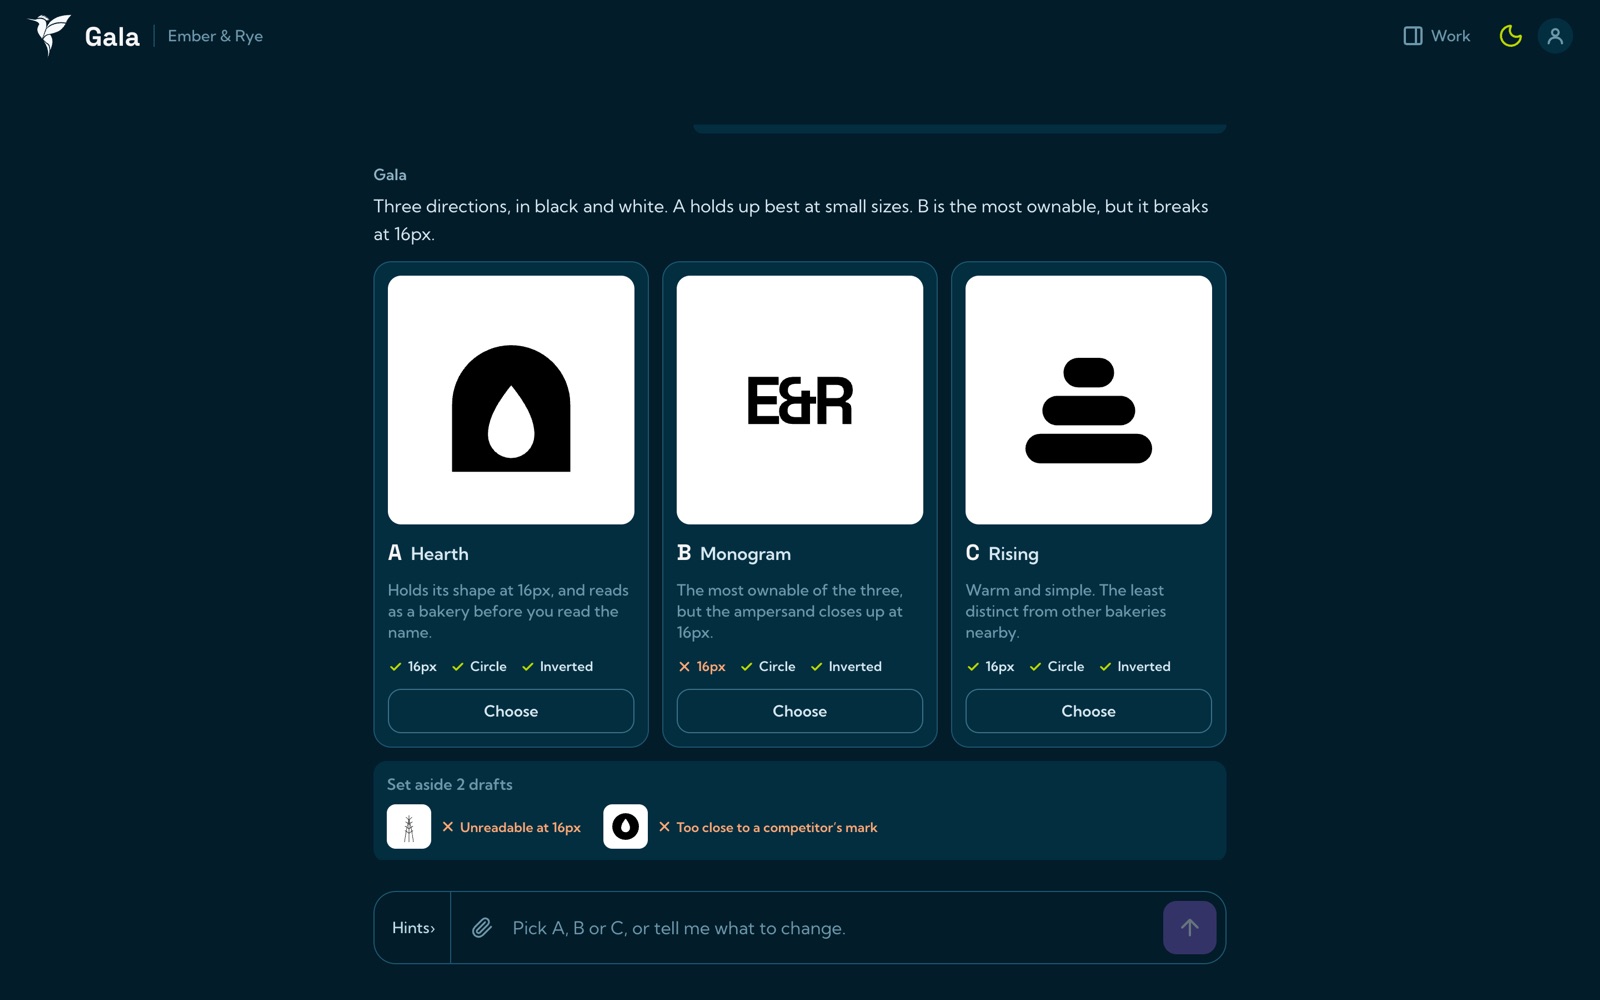 Gala
Ember & Rye
Work
Gala
Three directions, in black and white. A holds up best at small sizes. B is the most ownable, but it breaks
at 16px.
E&R
A Hearth
Holds its shape at 16px, and reads
as a bakery before you read the
name.
16px Circle Inverted
Choose
B Monogram
The most ownable of the three,
but the ampersand closes up at
16px.
16px Circle Inverted
Choose
C Rising
Warm and simple. The least
distinct from other bakeries
nearby.
16px Circle Inverted
Choose
Set aside 2 drafts
Unreadable at 16px
Too close to a competitor’s mark
Hints›
Pick A, B or C, or tell me what to change.